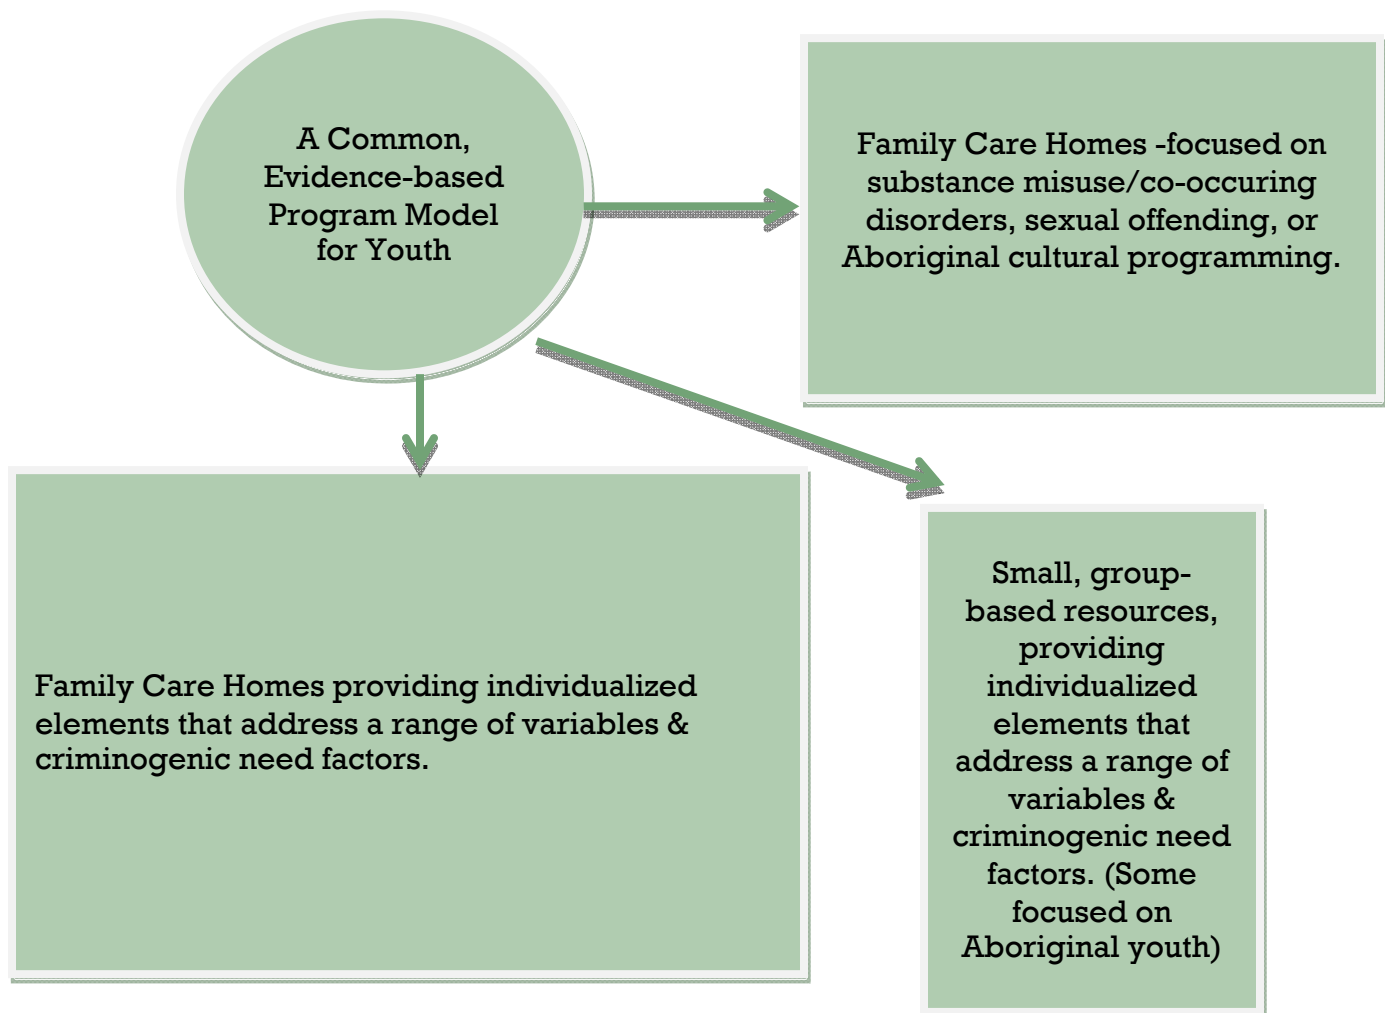 A Common,
Evidence-based
Program Model
for Youth
Family Care Homes -focused on
substance misuse/co-occuring
disorders, sexual offending, or
Aboriginal cultural programming.
Family Care Homes providing individualized
elements that address a range of variables &
criminogenic need factors.
Small, group-
based resources,
providing
individualized
elements that
address a range of
variables &
criminogenic need
factors. (Some
focused on
Aboriginal youth)